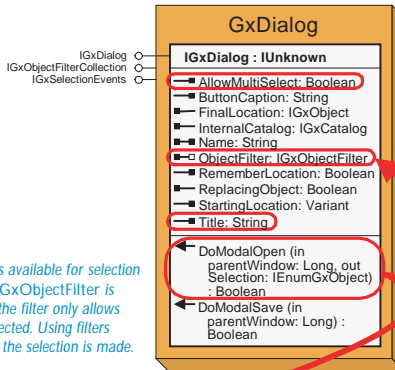 GxDialog
IGxDialog
IGxObjectFilterCollection
IGxSelectionEvents
IGxDialog : IUnknown
AllowMultiSelect: Boolean
ButtonCaption: String
FinalLocation: IGxObject
InternalCatalog: IGxCatalog
Name: String
ObjectFilter: IGxObjectFilter
RememberLocation: Boolean
ReplacingObject: Boolean
StartingLocation: Variant
Title: String
DoModalOpen (in
parentWindow: Long, out
Selection: IEnumGxObject)
: Boolean
DoModalSave (in
parentWindow: Long) :
Boolean
s available for selection
GxObjectFilter is
the filter only allows
ected. Using filters
the selection is made.